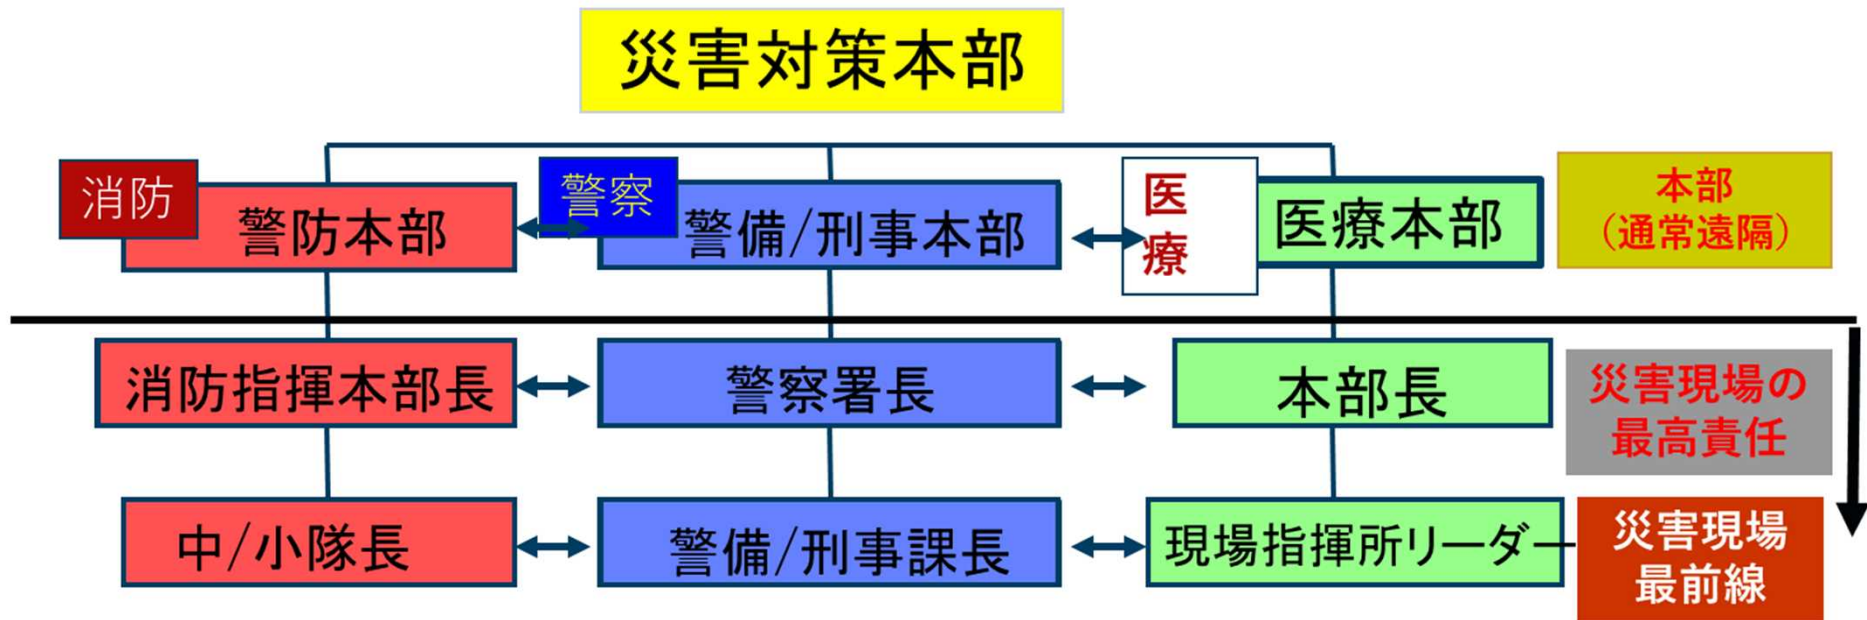 災害対策本部
消防
警防本部
警察
警備/刑事本部
医
療
医療本部
本部
(通常遠隔)
消防指揮本部長
警察署長
本部長
災害現場の
最高責任
中/小隊長
警備/刑事課長
現場指揮所リーダー
災害現場
最前線